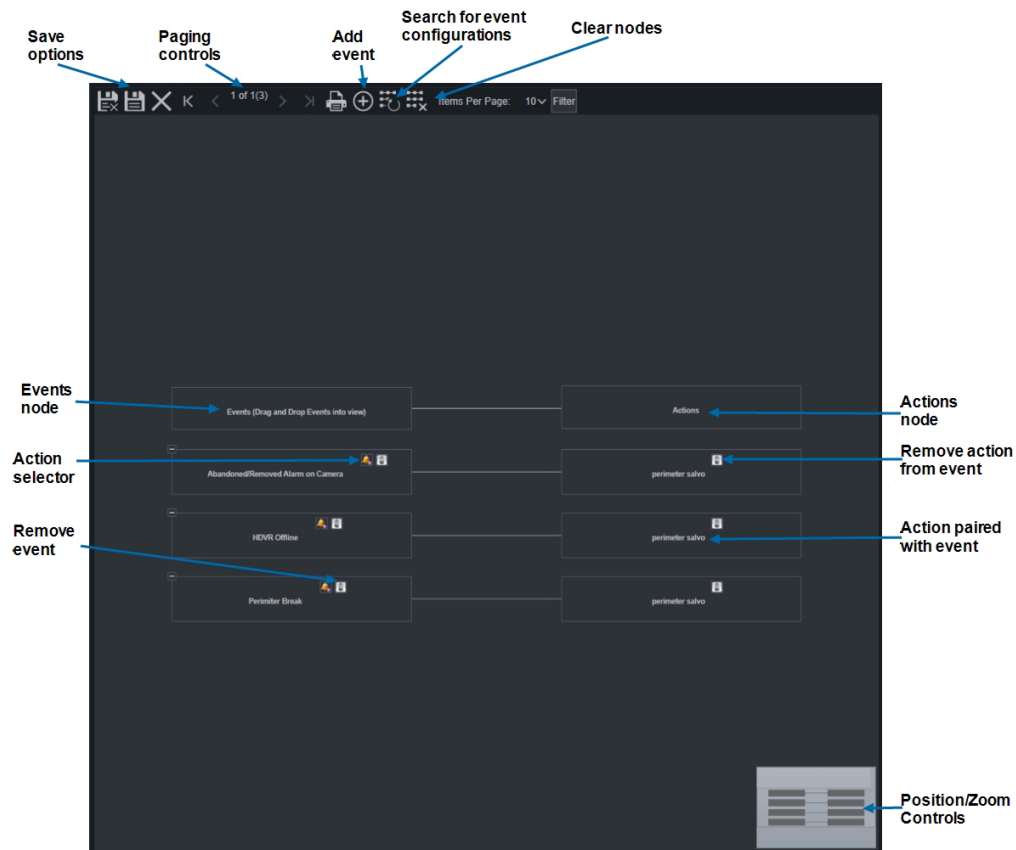 Search for event
configurations
Clear nodes
Save
options
Paging
controls
Add
event
1 of 1(3)
Items Per Page: 10 Filter
Events
node
Events (Drag and Drop Events into view)
Actions
Actions
node
Action
selector
Abandoned/Removed Alarm on Camera
perimeter salvo
Remove action
from event
Remove
event
HDVR Offline
perimeter salvo
Action paired
with event
Perimiter Break
perimeter salvo
Position/Zoom
Controls